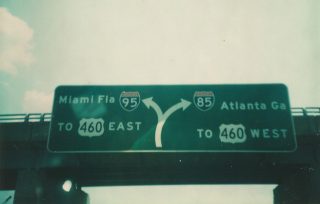 Miami Fla 95
TO 460 EAST
85 Atlanta Ga
TO 460 WEST